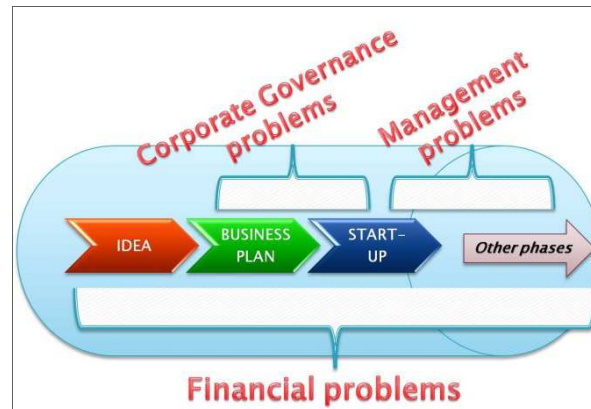 Corporate Governance
problems
Management
problems
IDEA
BUSINESS
PLAN
START-
UP
Other phases
Financial problems